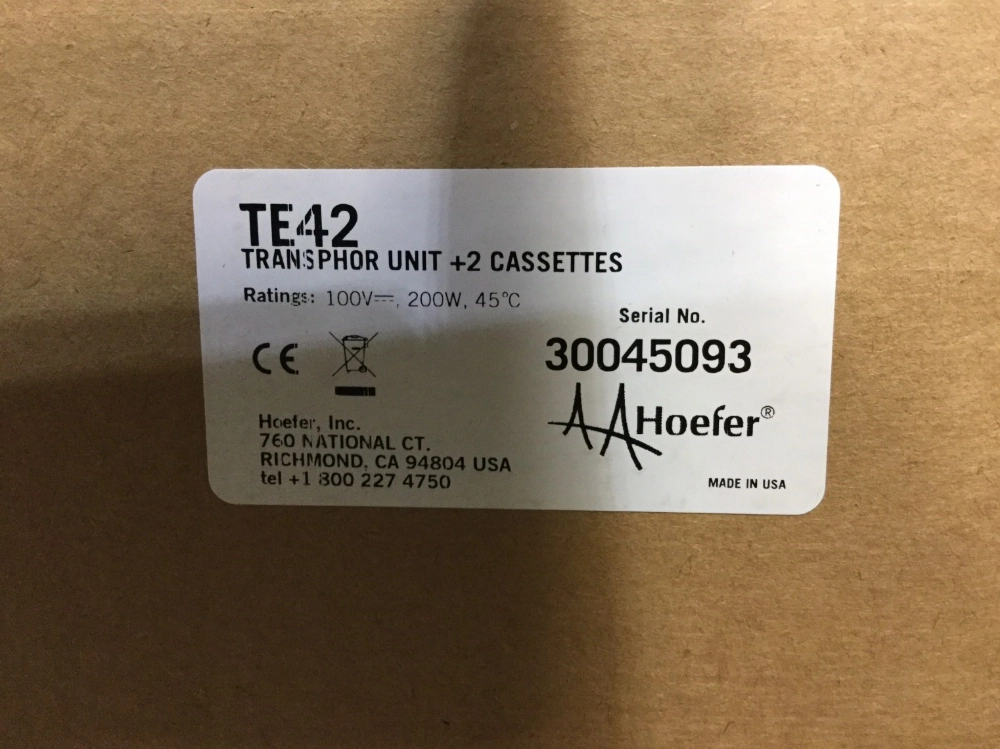 TE42
TRANSPHOR UNIT +2 CASSETTES
Ratings: 100V⎓, 200W, 45°C
Serial No.
30045093
CE
Hoefer®
Hoefer, Inc.
760 NATIONAL CT.
RICHMOND, CA 94804 USA
tel +1 800 227 4750
MADE IN USA